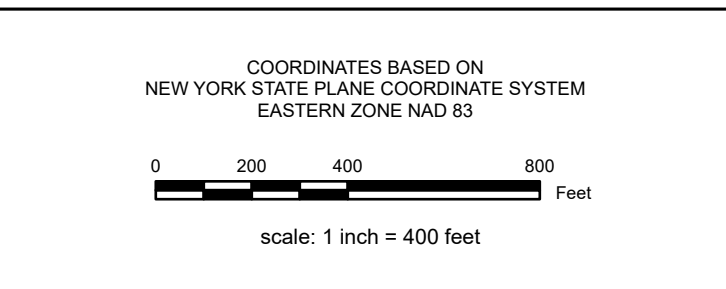 COORDINATES BASED ON
NEW YORK STATE PLANE COORDINATE SYSTEM
EASTERN ZONE NAD 83
0 200 400 800
Feet
scale: 1 inch = 400 feet